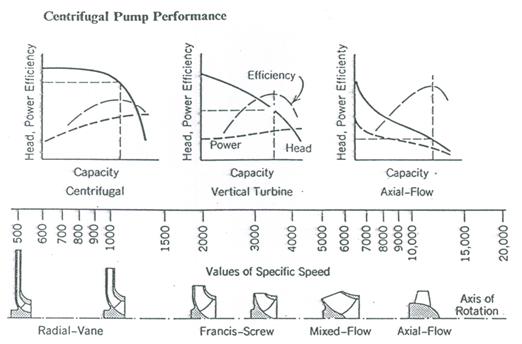 Centrifugal Pump Performance
Head, Power Efficiency
Capacity
Centrifugal
Head, Power Efficiency
Efficiency
Power
Head
Capacity
Vertical Turbine
Head, Power Efficiency
Capacity
Axial-Flow
500 600 700 800 900 1000 1500 2000 3000 4000 5000 6000 7000 8000 9000 10,000 15,000 20,000
Values of Specific Speed
Axis of
Rotation
Radial-Vane Francis-Screw Mixed-Flow Axial-Flow